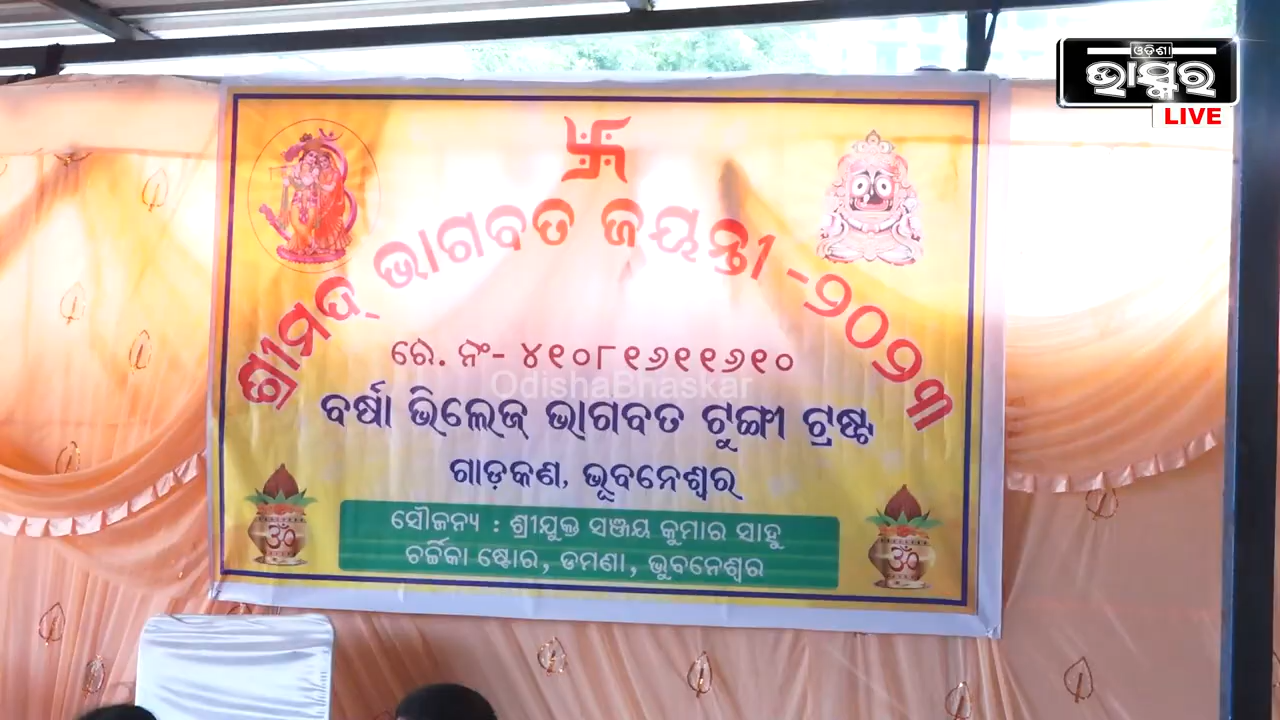 ଓଡ଼ିଶା
ଭାସ୍କର
LIVE
ଶ୍ରୀମଦ୍ ଭାଗବତ ଜୟନ୍ତୀ -୨୦୨୩
ରେ. ନଂ- ୪୧୦୮୧୬୧୧୬୧୦
OdishaBhaskar
ବର୍ଷା ଭିଲେଜ୍ ଭାଗବତ ଟୁଙ୍ଗୀ ଟ୍ରଷ୍ଟ
ଗାଡ଼କଣ, ଭୂବନେଶ୍ୱର୍
ସୌଜନ୍ୟ : ଶ୍ରୀଯୁକ୍ତ ସଞ୍ଜୟ କୁମାର ସାହୁ
ଚର୍ଚ୍ଚିକା ଷ୍ଟୋର, ଡମଣା, ଭୁବନେଶ୍ୱର
ॐ
ॐ